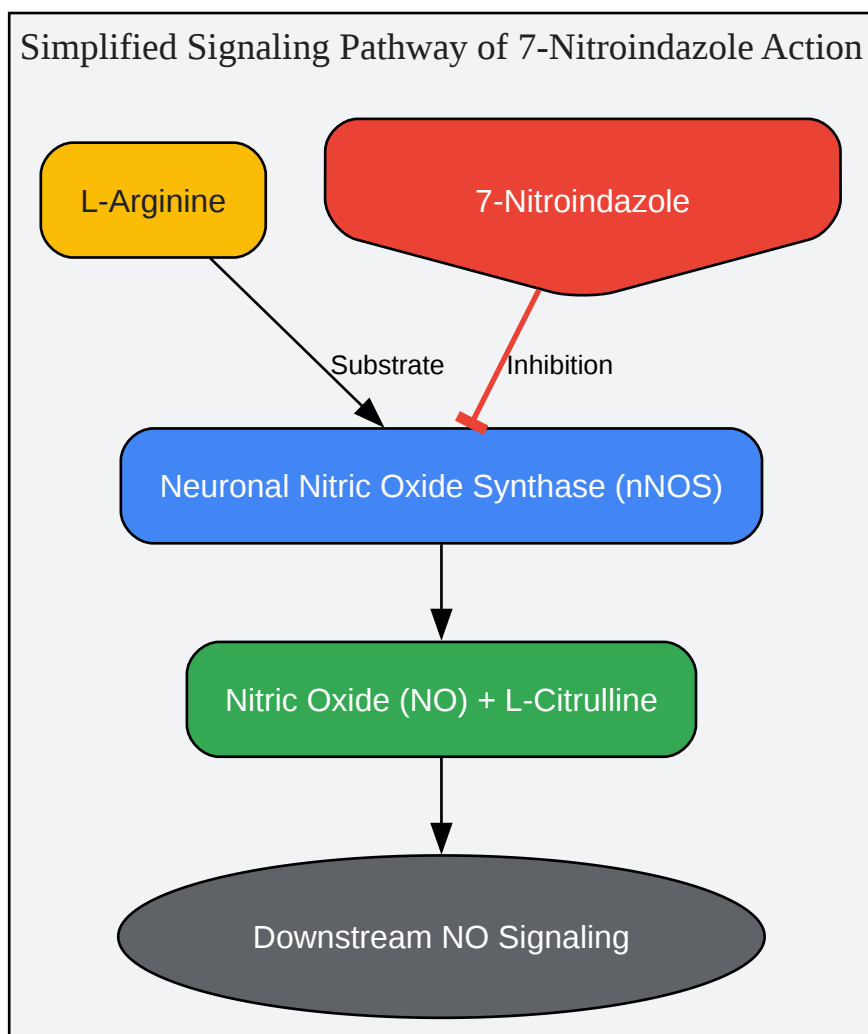 Simplified Signaling Pathway of 7-Nitroindazole Action
L-Arginine
7-Nitroindazole
Substrate
Inhibition
Neuronal Nitric Oxide Synthase (nNOS)
Nitric Oxide (NO) + L-Citrulline
Downstream NO Signaling